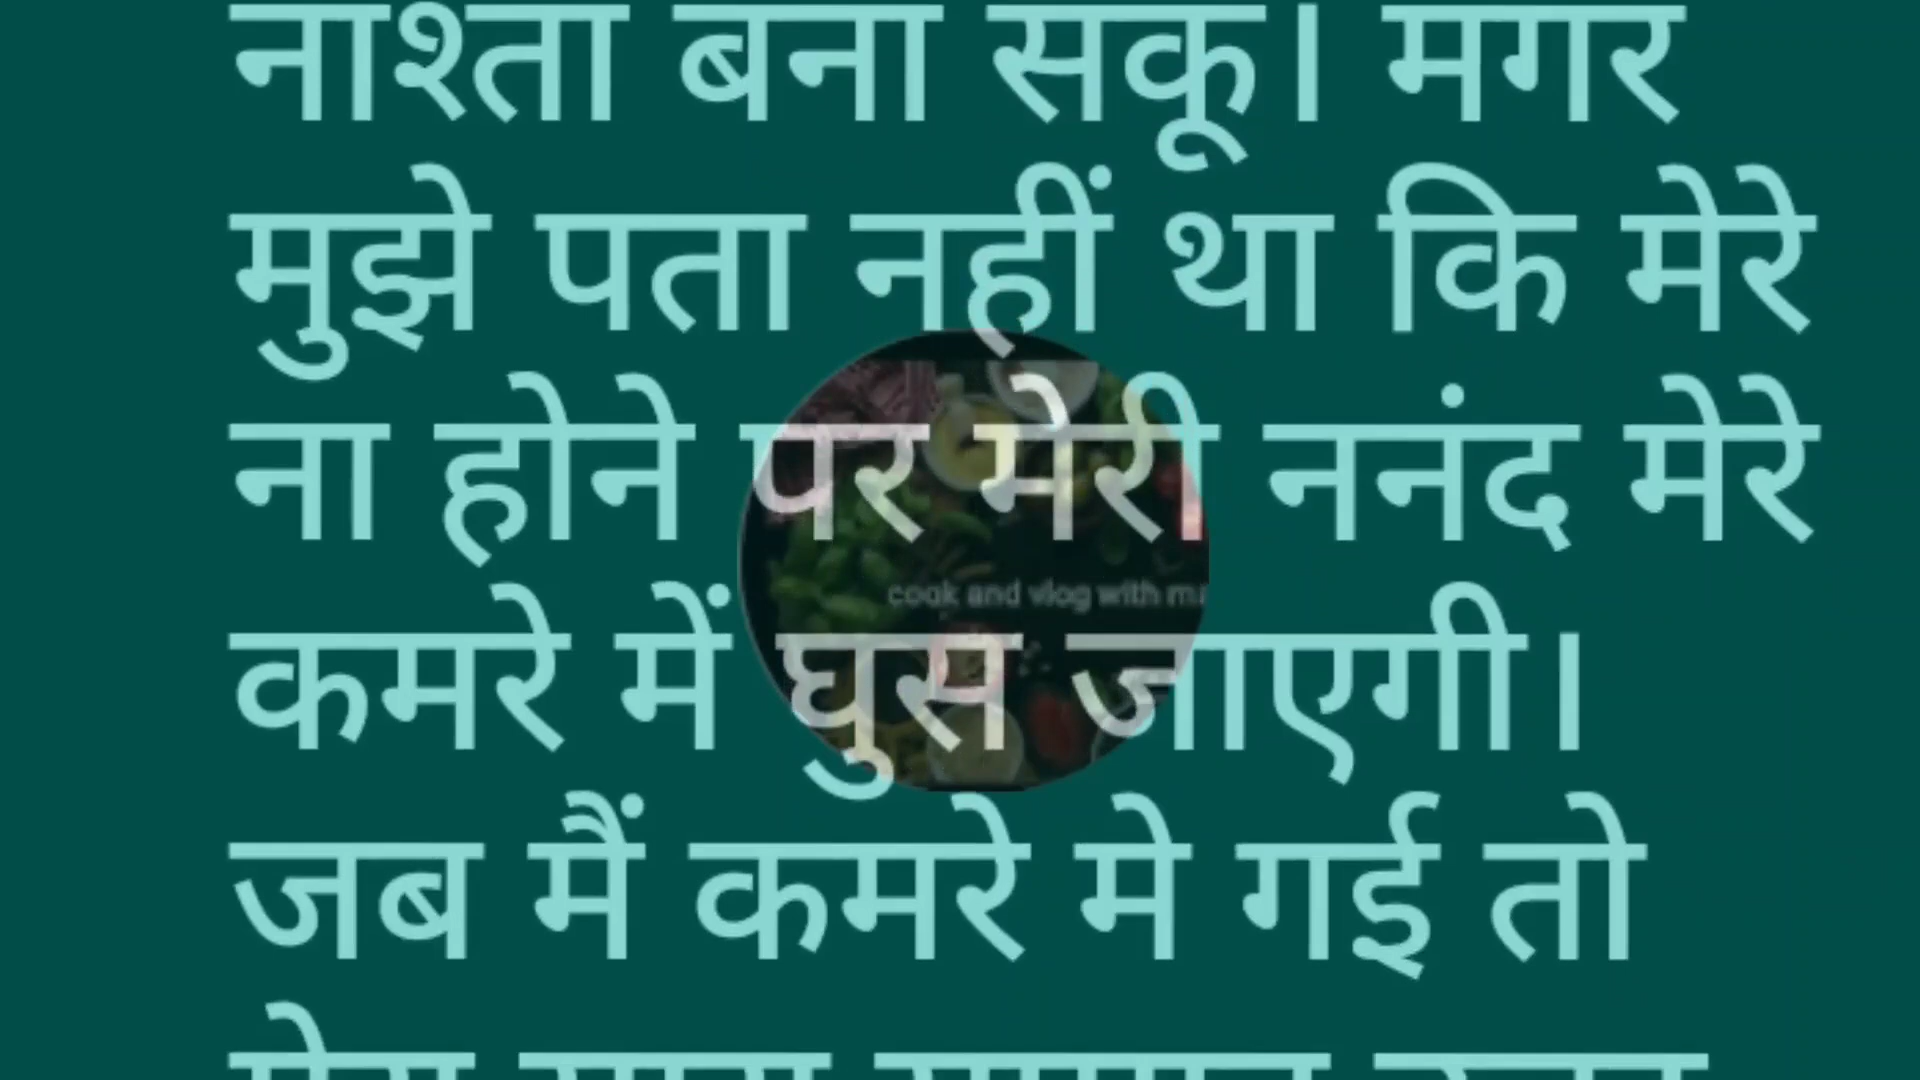 नाश्ता बना सकू। मगर
मुझे पता नहीं था कि मेरे
ना होने पर मेरी ननंद मेरे
cook and vlog with
कमरे में घुस जाएगी।
जब मैं कमरे मे गई तो